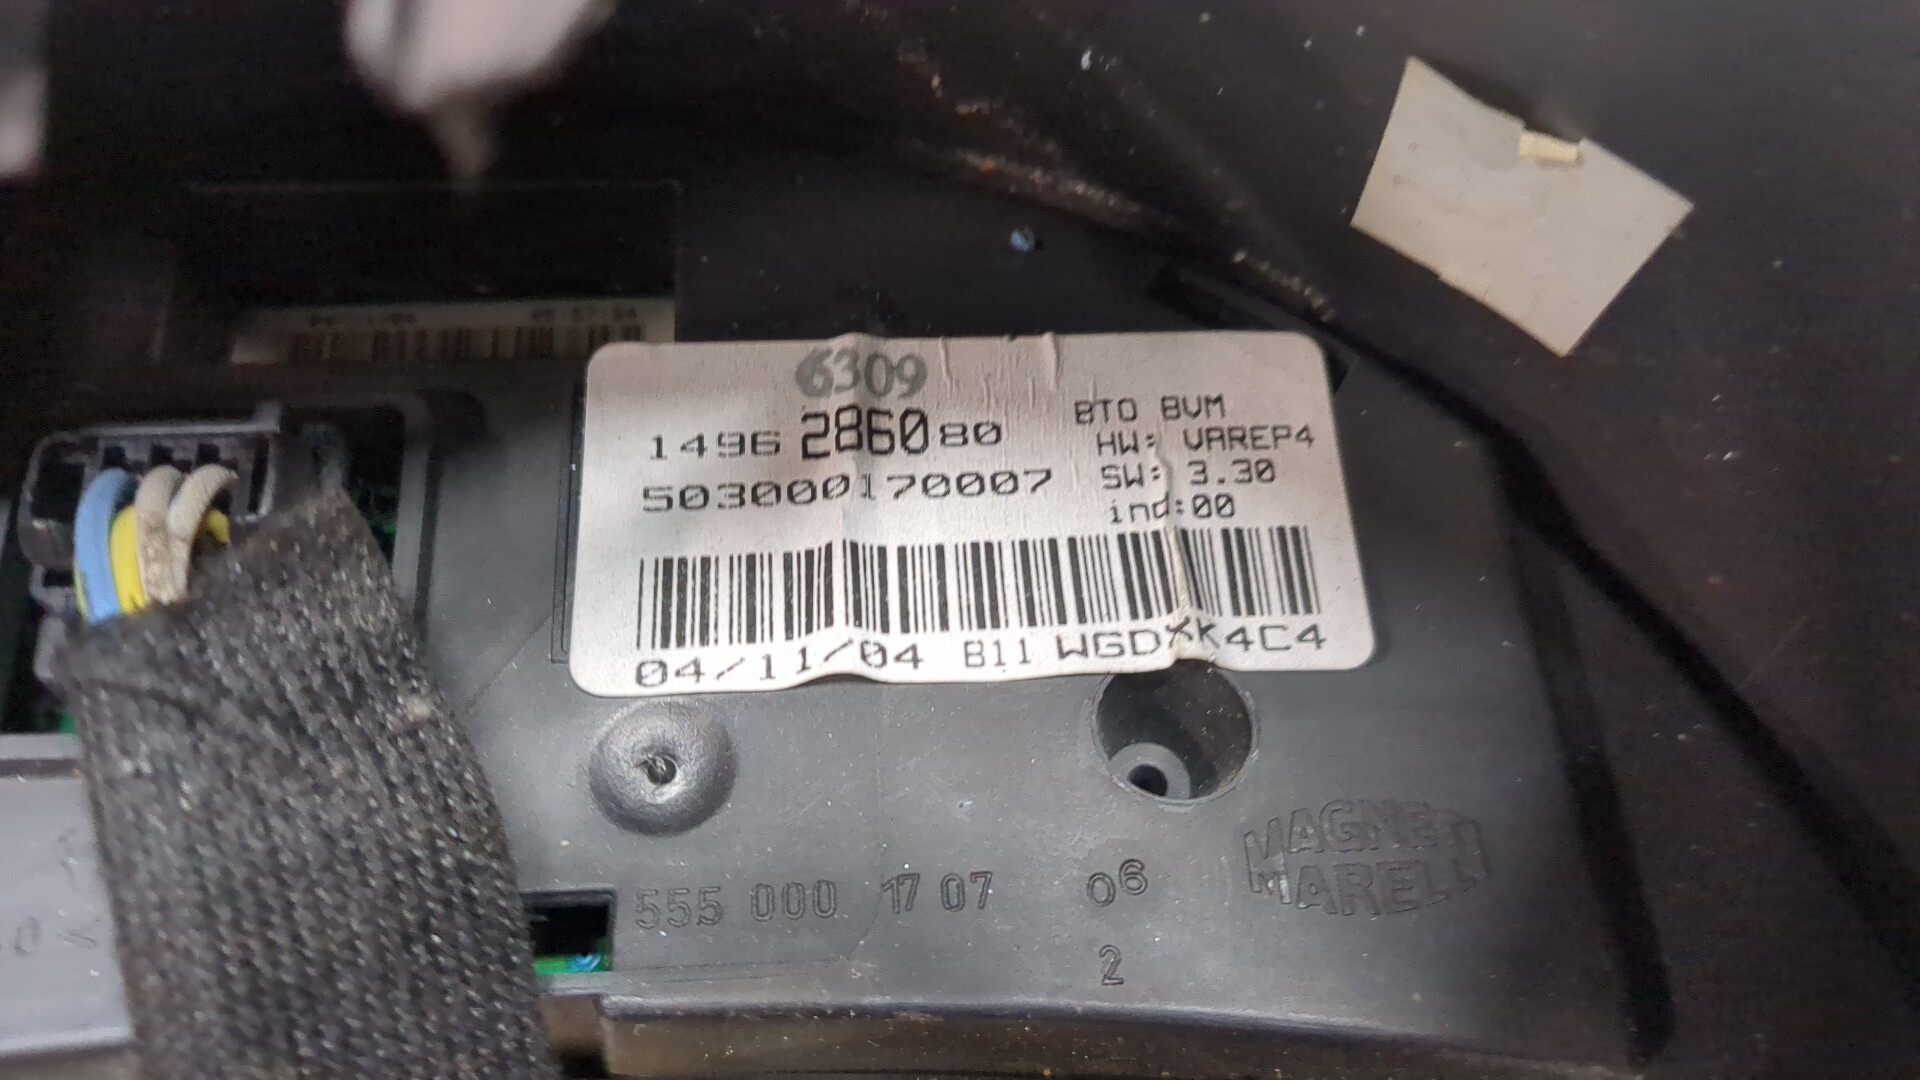 6309
1496 2860 80
BTO BVM
HW: VAREP4
503000170007
SW: 3.30
ind:00
04/11/04 B11 WGDXK4C4
555 000 17 07
06
2
MAGNETI
MARELLI